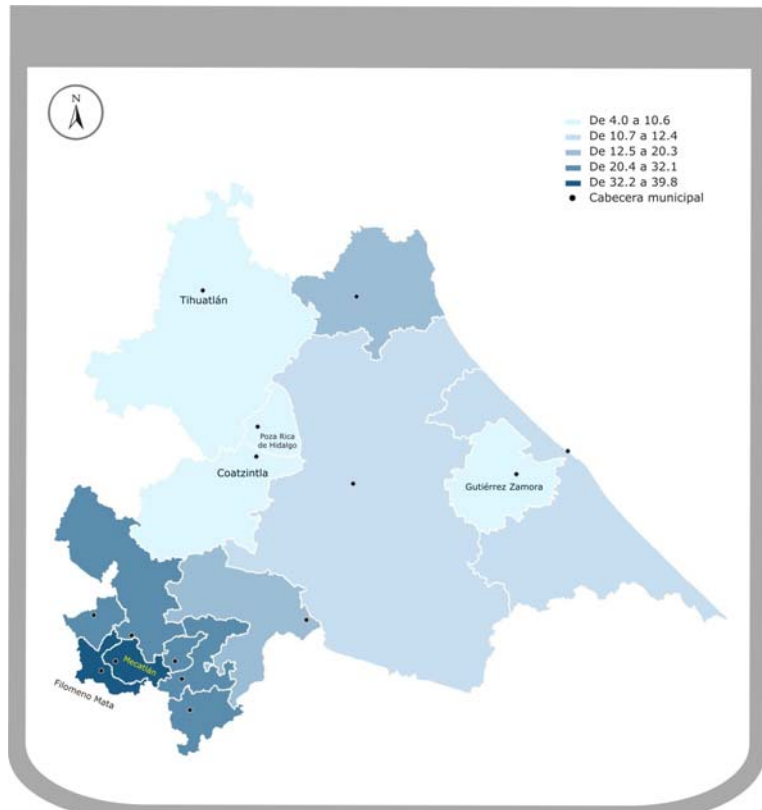 N
De 4.0 a 10.6
De 10.7 a 12.4
De 12.5 a 20.3
De 20.4 a 32.1
De 32.2 a 39.8
Cabecera municipal
Tihuatlán
Poza Rica
de Hidalgo
Coatzintla
Gutiérrez Zamora
Mecatlán
Filomeno Mata